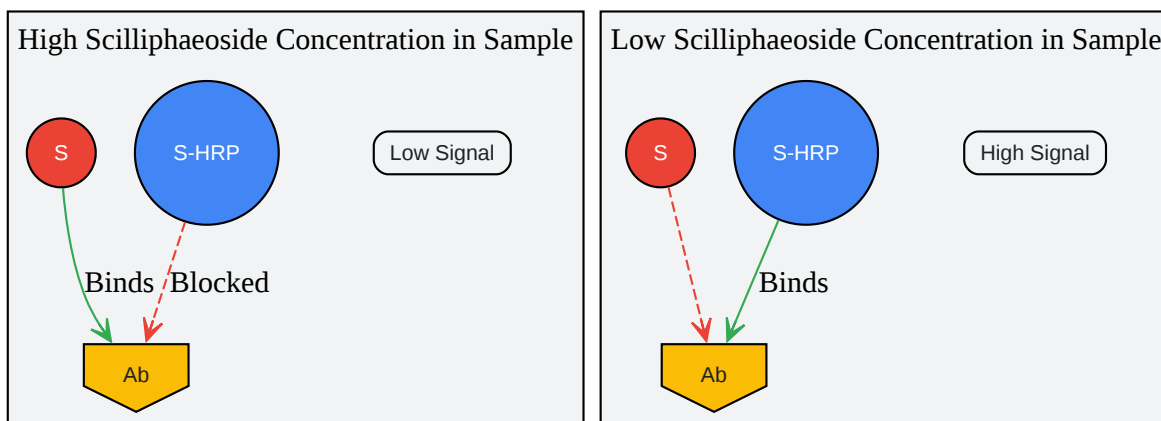 High Scilliphaeoside Concentration in Sample
S
S-HRP
Low Signal
Binds
Blocked
Ab
Low Scilliphaeoside Concentration in Sample
S
S-HRP
High Signal
Binds
Ab